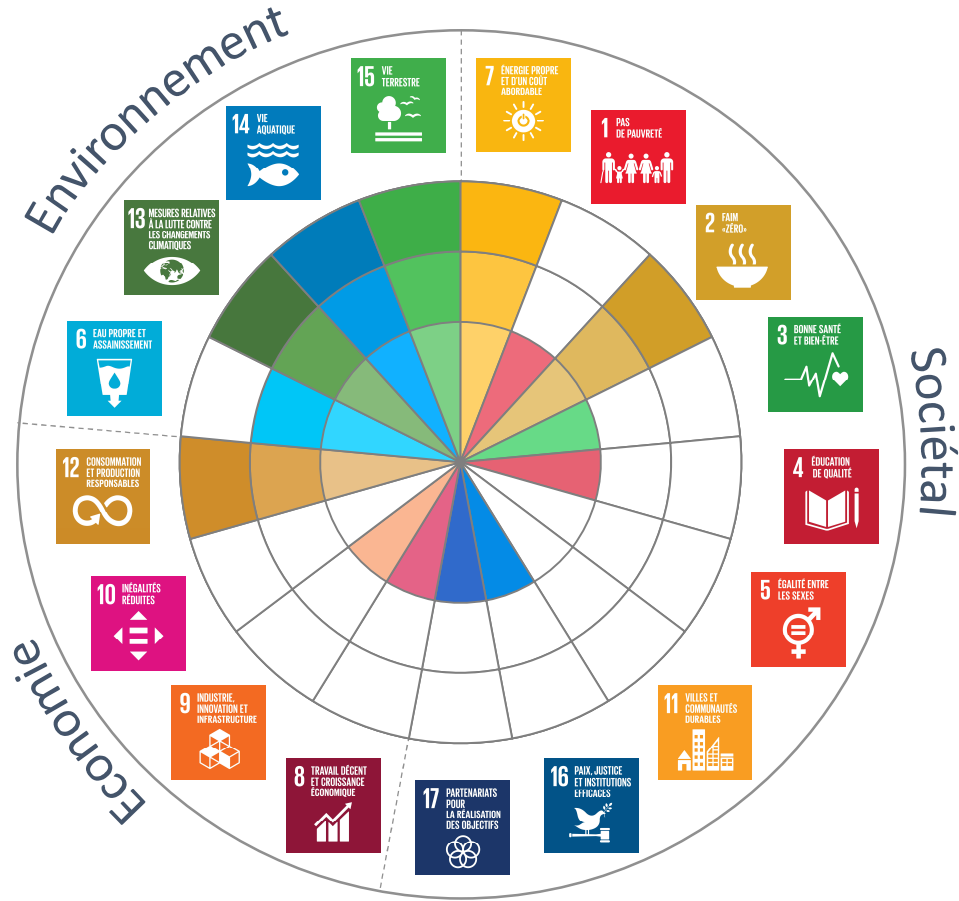 Environnement
15 VIE
TERRESTRE
7 ÉNERGIE PROPRE
ET D'UN COÛT
ABORDABLE
14 VIE
AQUATIQUE
1 PAS
DE PAUVRETÉ
13 MESURES RELATIVES
À LA LUTTE CONTRE
LES CHANGEMENTS
CLIMATIQUES
2 FAIM
«ZÉRO»
6 EAU PROPRE ET
ASSAINISSEMENT
3 BONNE SANTÉ
ET BIEN-ÊTRE
Sociétal
12 CONSOMMATION
ET PRODUCTION
RESPONSABLES
4 ÉDUCATION
DE QUALITÉ
10 INÉGALITÉS
RÉDUITES
5 ÉGALITÉ ENTRE
LES SEXES
Economie
9 INDUSTRIE,
INNOVATION ET
INFRASTRUCTURE
11 VILLES ET
COMMUNAUTÉS
DURABLES
8 TRAVAIL DÉCENT
ET CROISSANCE
ÉCONOMIQUE
17 PARTENARIATS
POUR
LA RÉALISATION
DES OBJECTIFS
16 PAIX, JUSTICE
ET INSTITUTIONS
EFFICACES